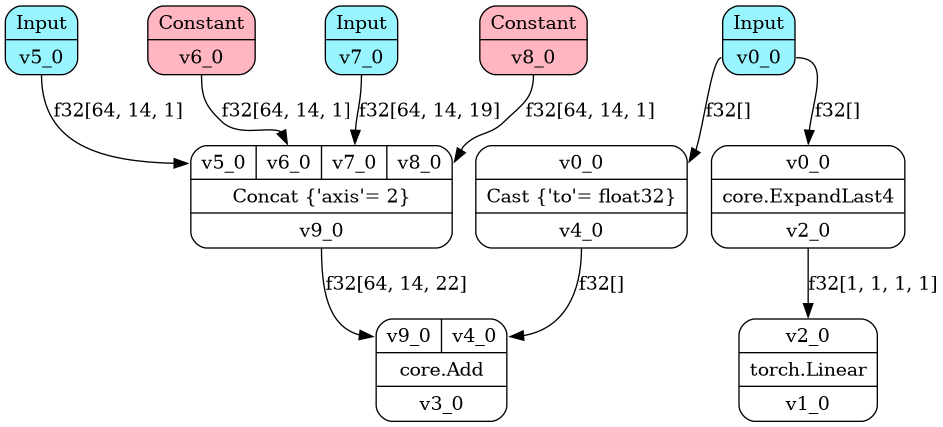 Input
v5_0
Constant
v6_0
Input
v7_0
Constant
v8_0
Input
v0_0
f32[64, 14, 1]
f32[64, 14, 1]
f32[64, 14, 19]
f32[64, 14, 1]
f32[]
f32[]
v5_0 v6_0 v7_0 v8_0
Concat {'axis'= 2}
v9_0
v0_0
Cast {'to'= float32}
v4_0
v0_0
core.ExpandLast4
v2_0
f32[64, 14, 22]
f32[]
f32[1, 1, 1, 1]
v9_0 v4_0
core.Add
v3_0
v2_0
torch.Linear
v1_0